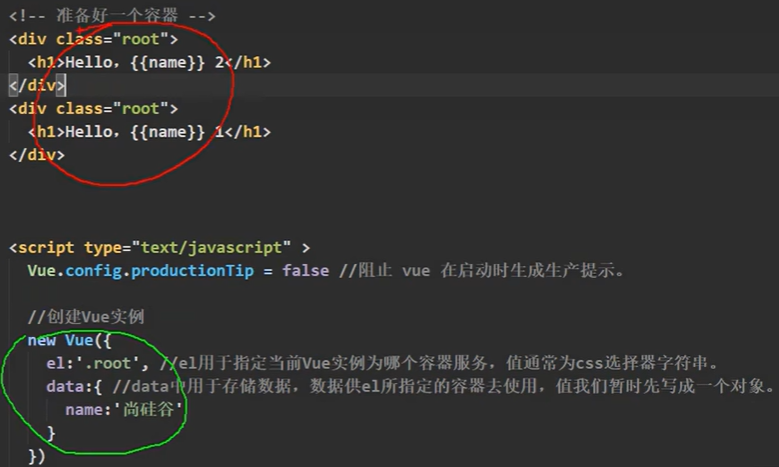 <!-- 准备好一个容器 -->
<div class="root">
  <h1>Hello，{{name}} 2</h1>
</div>
<div class="root">
  <h1>Hello，{{name}} 1</h1>
</div>
<script type="text/javascript" >
  Vue.config.productionTip = false //阻止 vue 在启动时生成生产提示。
  //创建Vue实例
  new Vue({
    el:'.root', //el用于指定当前Vue实例为哪个容器服务，值通常为css选择器字符串。
    data:{ //data中用于存储数据，数据供el所指定的容器去使用，值我们暂时先写成一个对象。
      name:'尚硅谷'
    }
  })